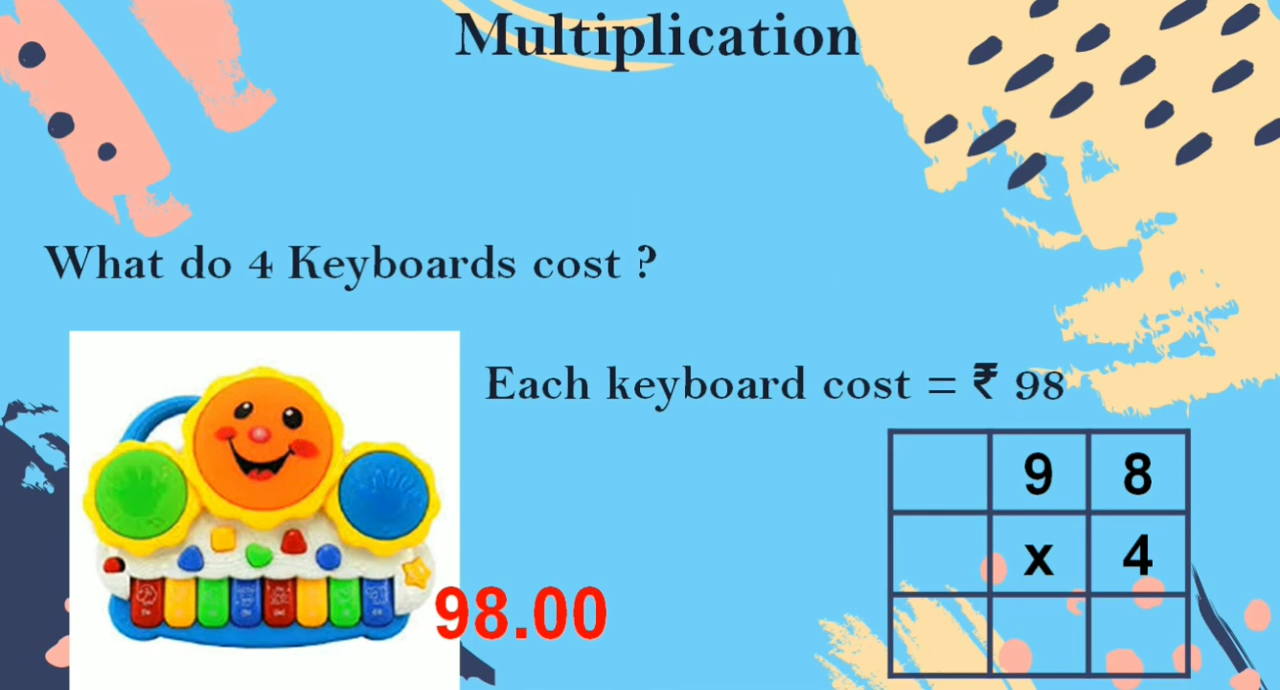 Multiplication
What do 4 Keyboards cost ?
Each keyboard cost = ₹ 98
9 8
x 4
98.00